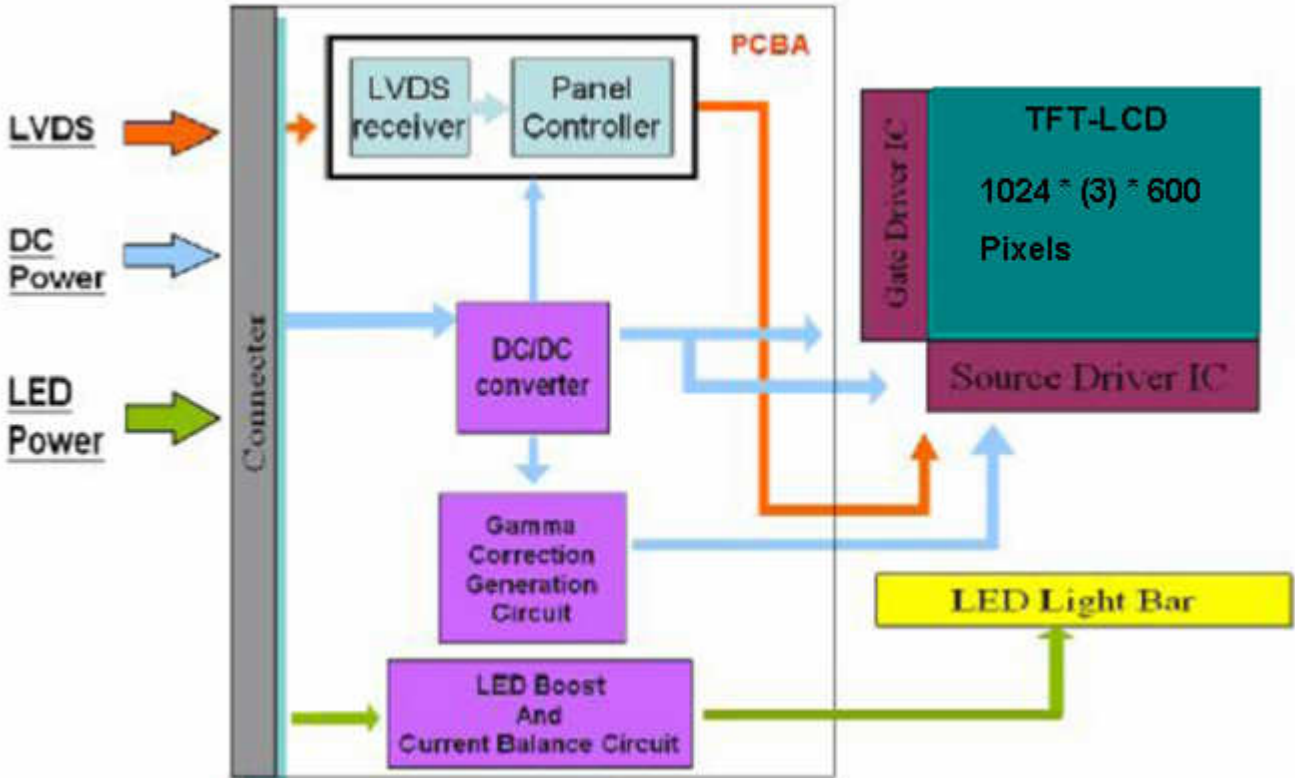 PCBA
LVDS
receiver
Panel
Controller
LVDS
DC
Power
LED
Power
Connecter
DC/DC
converter
Gamma
Correction
Generation
Circuit
LED Boost
And
Current Balance Circuit
Gate Driver IC
TFT-LCD
1024 * (3) * 600
Pixels
Source Driver IC
LED Light Bar